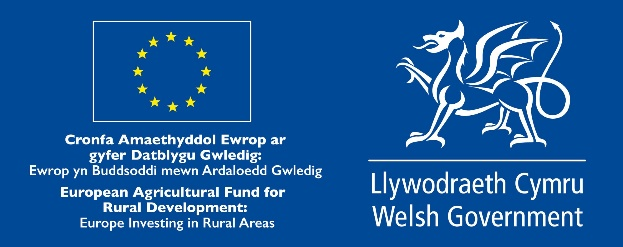 Cronfa Amaethyddol Ewrop ar
gyfer Datblygu Gwledig:
Ewrop yn Buddsoddi mewn Ardaloedd Gwledig
European Agricultural Fund for
Rural Development:
Europe Investing in Rural Areas
Llywodraeth Cymru
Welsh Government